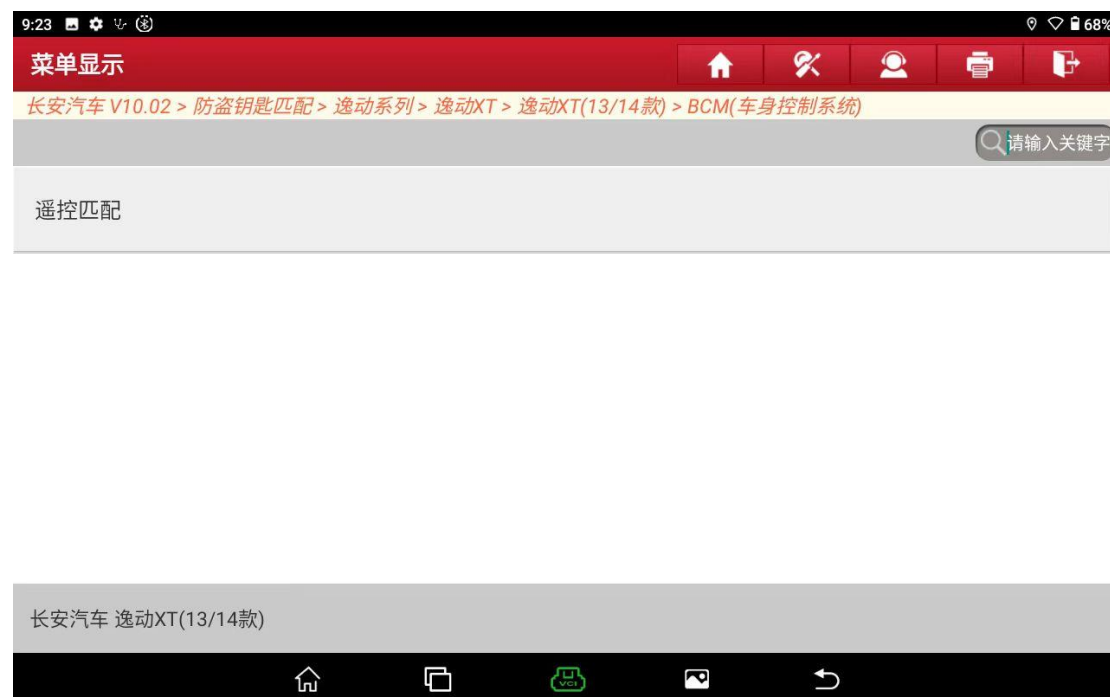 9:23 68%
菜单显示
长安汽车 V10.02 > 防盗钥匙匹配 > 逸动系列 > 逸动XT > 逸动XT(13/14款) > BCM(车身控制系统)
请输入关键字
遥控匹配
长安汽车 逸动XT(13/14款)
VCI